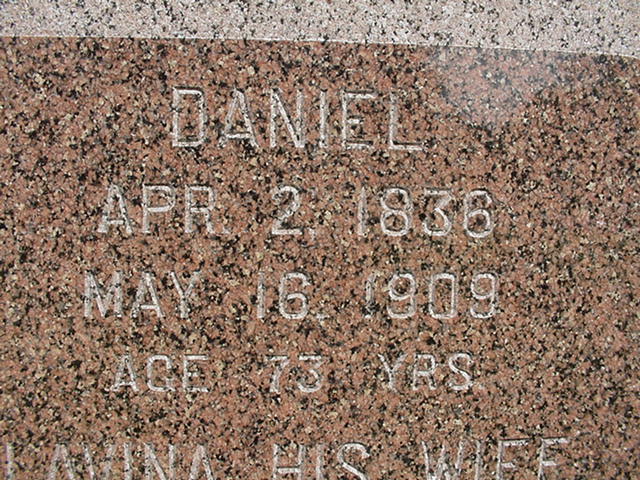 DANIEL
APR. 2. 1836
MAY 16. 1909
AGE 73 YRS.
LAVINA HIS WIFE